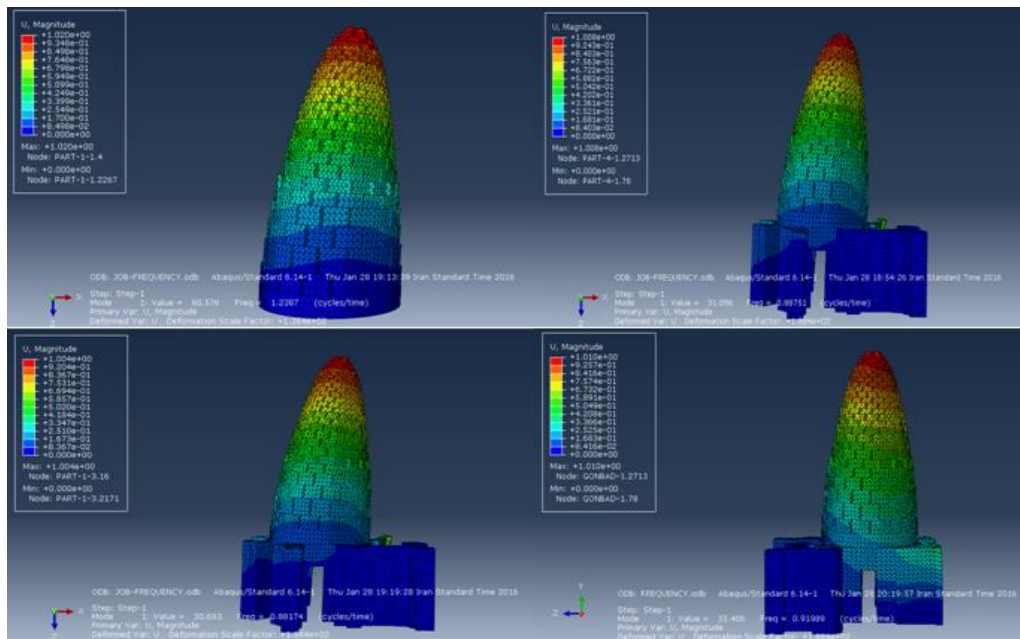 U, Magnitude
+1.020e+00
+9.348e-01
+8.498e-01
+7.648e-01
+6.798e-01
+5.949e-01
+5.099e-01
+4.249e-01
+3.399e-01
+2.549e-01
+1.700e-01
+8.498e-02
+0.000e+00
Max: +1.020e+00
Node: PART-1-1.4
Min: +0.000e+00
Node: PART-1-1.2267
ODB: JOB-FREQUENCY.odb Abaqus/Standard 6.14-1 Thu Jan 28 19:13:39 Iran Standard Time 2016
X
Z
Step: Step-1
Mode 1: Value = 60.576 Freq = 1.2387 (cycles/time)
Primary Var: U, Magnitude
Deformed Var: U Deformation Scale Factor:
U, Magnitude
+1.008e+00
+9.243e-01
+8.403e-01
+7.563e-01
+6.722e-01
+5.882e-01
+5.042e-01
+4.202e-01
+3.361e-01
+2.521e-01
+1.681e-01
+8.403e-02
+0.000e+00
Max: +1.008e+00
Node: PART-4-1.2713
Min: +0.000e+00
Node: PART-4-1.78
ODB: JOB-FREQUENCY.odb Abaqus/Standard 6.14-1 Thu Jan 28 18:54:26 Iran Standard Time 2016
X
Z
Step: Step-1
Mode 1: Value = 31.096 Freq = 0.88751 (cycles/time)
Primary Var: U, Magnitude
Deformed Var: U Deformation Scale Factor:
U, Magnitude
+1.004e+00
+9.204e-01
+8.367e-01
+7.531e-01
+6.694e-01
+5.857e-01
+5.020e-01
+4.184e-01
+3.347e-01
+2.510e-01
+1.673e-01
+8.367e-02
+0.000e+00
Max: +1.004e+00
Node: PART-1-3.16
Min: +0.000e+00
Node: PART-1-3.2171
ODB: JOB-FREQUENCY.odb Abaqus/Standard 6.14-1 Thu Jan 28 19:19:28 Iran Standard Time 2016
X
Z
Step: Step-1
Mode 1: Value = 30.693 Freq = 0.88174 (cycles/time)
Primary Var: U, Magnitude
Deformed Var: U Deformation Scale Factor:
U, Magnitude
+1.010e+00
+9.257e-01
+8.416e-01
+7.574e-01
+6.732e-01
+5.891e-01
+5.049e-01
+4.208e-01
+3.366e-01
+2.525e-01
+1.683e-01
+8.416e-02
+0.000e+00
Max: +1.010e+00
Node: GONBAD-1.2713
Min: +0.000e+00
Node: GONBAD-1.78
ODB: FREQUENCY.odb Abaqus/Standard 6.14-1 Thu Jan 28 20:19:57 Iran Standard Time 2016
Y
Z
Step: Step-1
Mode 1: Value = 33.406 Freq = 0.91989 (cycles/time)
Primary Var: U, Magnitude
Deformed Var: U Deformation Scale Factor: